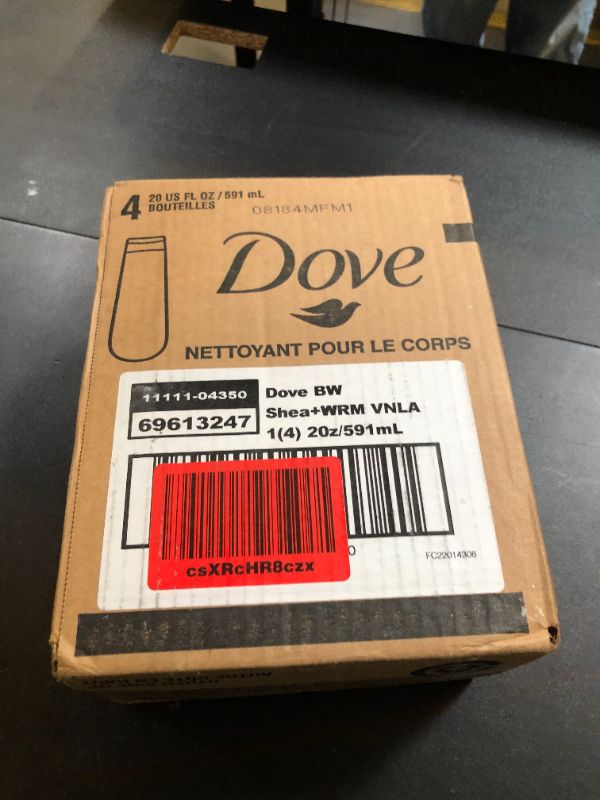 4 20 US FL OZ / 591 mL
BOUTEILLES
08184MFM1
Dove
NETTOYANT POUR LE CORPS
11111-04350
69613247
Dove BW
Shea+WRM VNLA
1(4) 20z/591mL
0
FC22014308
csXRcHR8czx